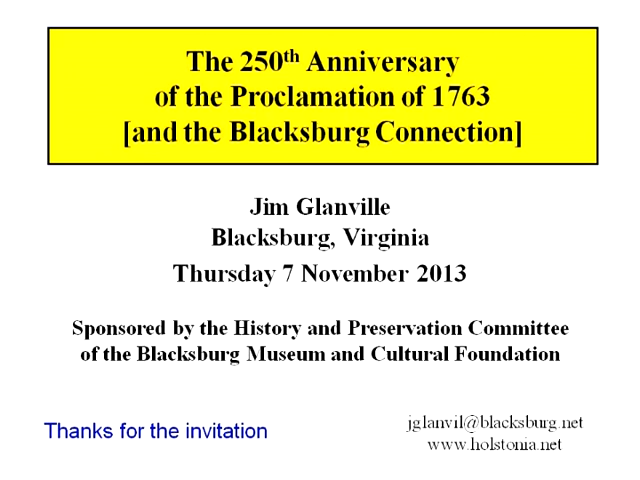 The 250th Anniversary
of the Proclamation of 1763
[and the Blacksburg Connection]
Jim Glanville
Blacksburg, Virginia
Thursday 7 November 2013
Sponsored by the History and Preservation Committee
of the Blacksburg Museum and Cultural Foundation
Thanks for the invitation
jglanvil@blacksburg.net
www.holstonia.net